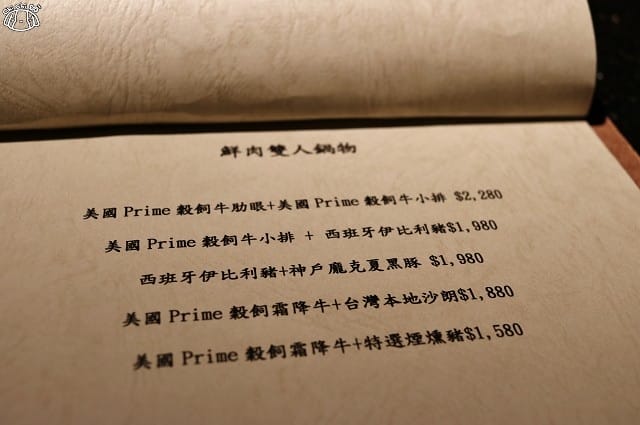 鮮肉雙人鍋物
美國 Prime 穀飼牛肋眼+美國 Prime 穀飼牛小排 $2,280
美國 Prime 穀飼牛小排 + 西班牙伊比利豬$1,980
西班牙伊比利豬+神戶龐克夏黑豚 $1,980
美國 Prime 穀飼霜降牛+台灣本地沙朗$1,880
美國 Prime 穀飼霜降牛+特選煙燻豬$1,580